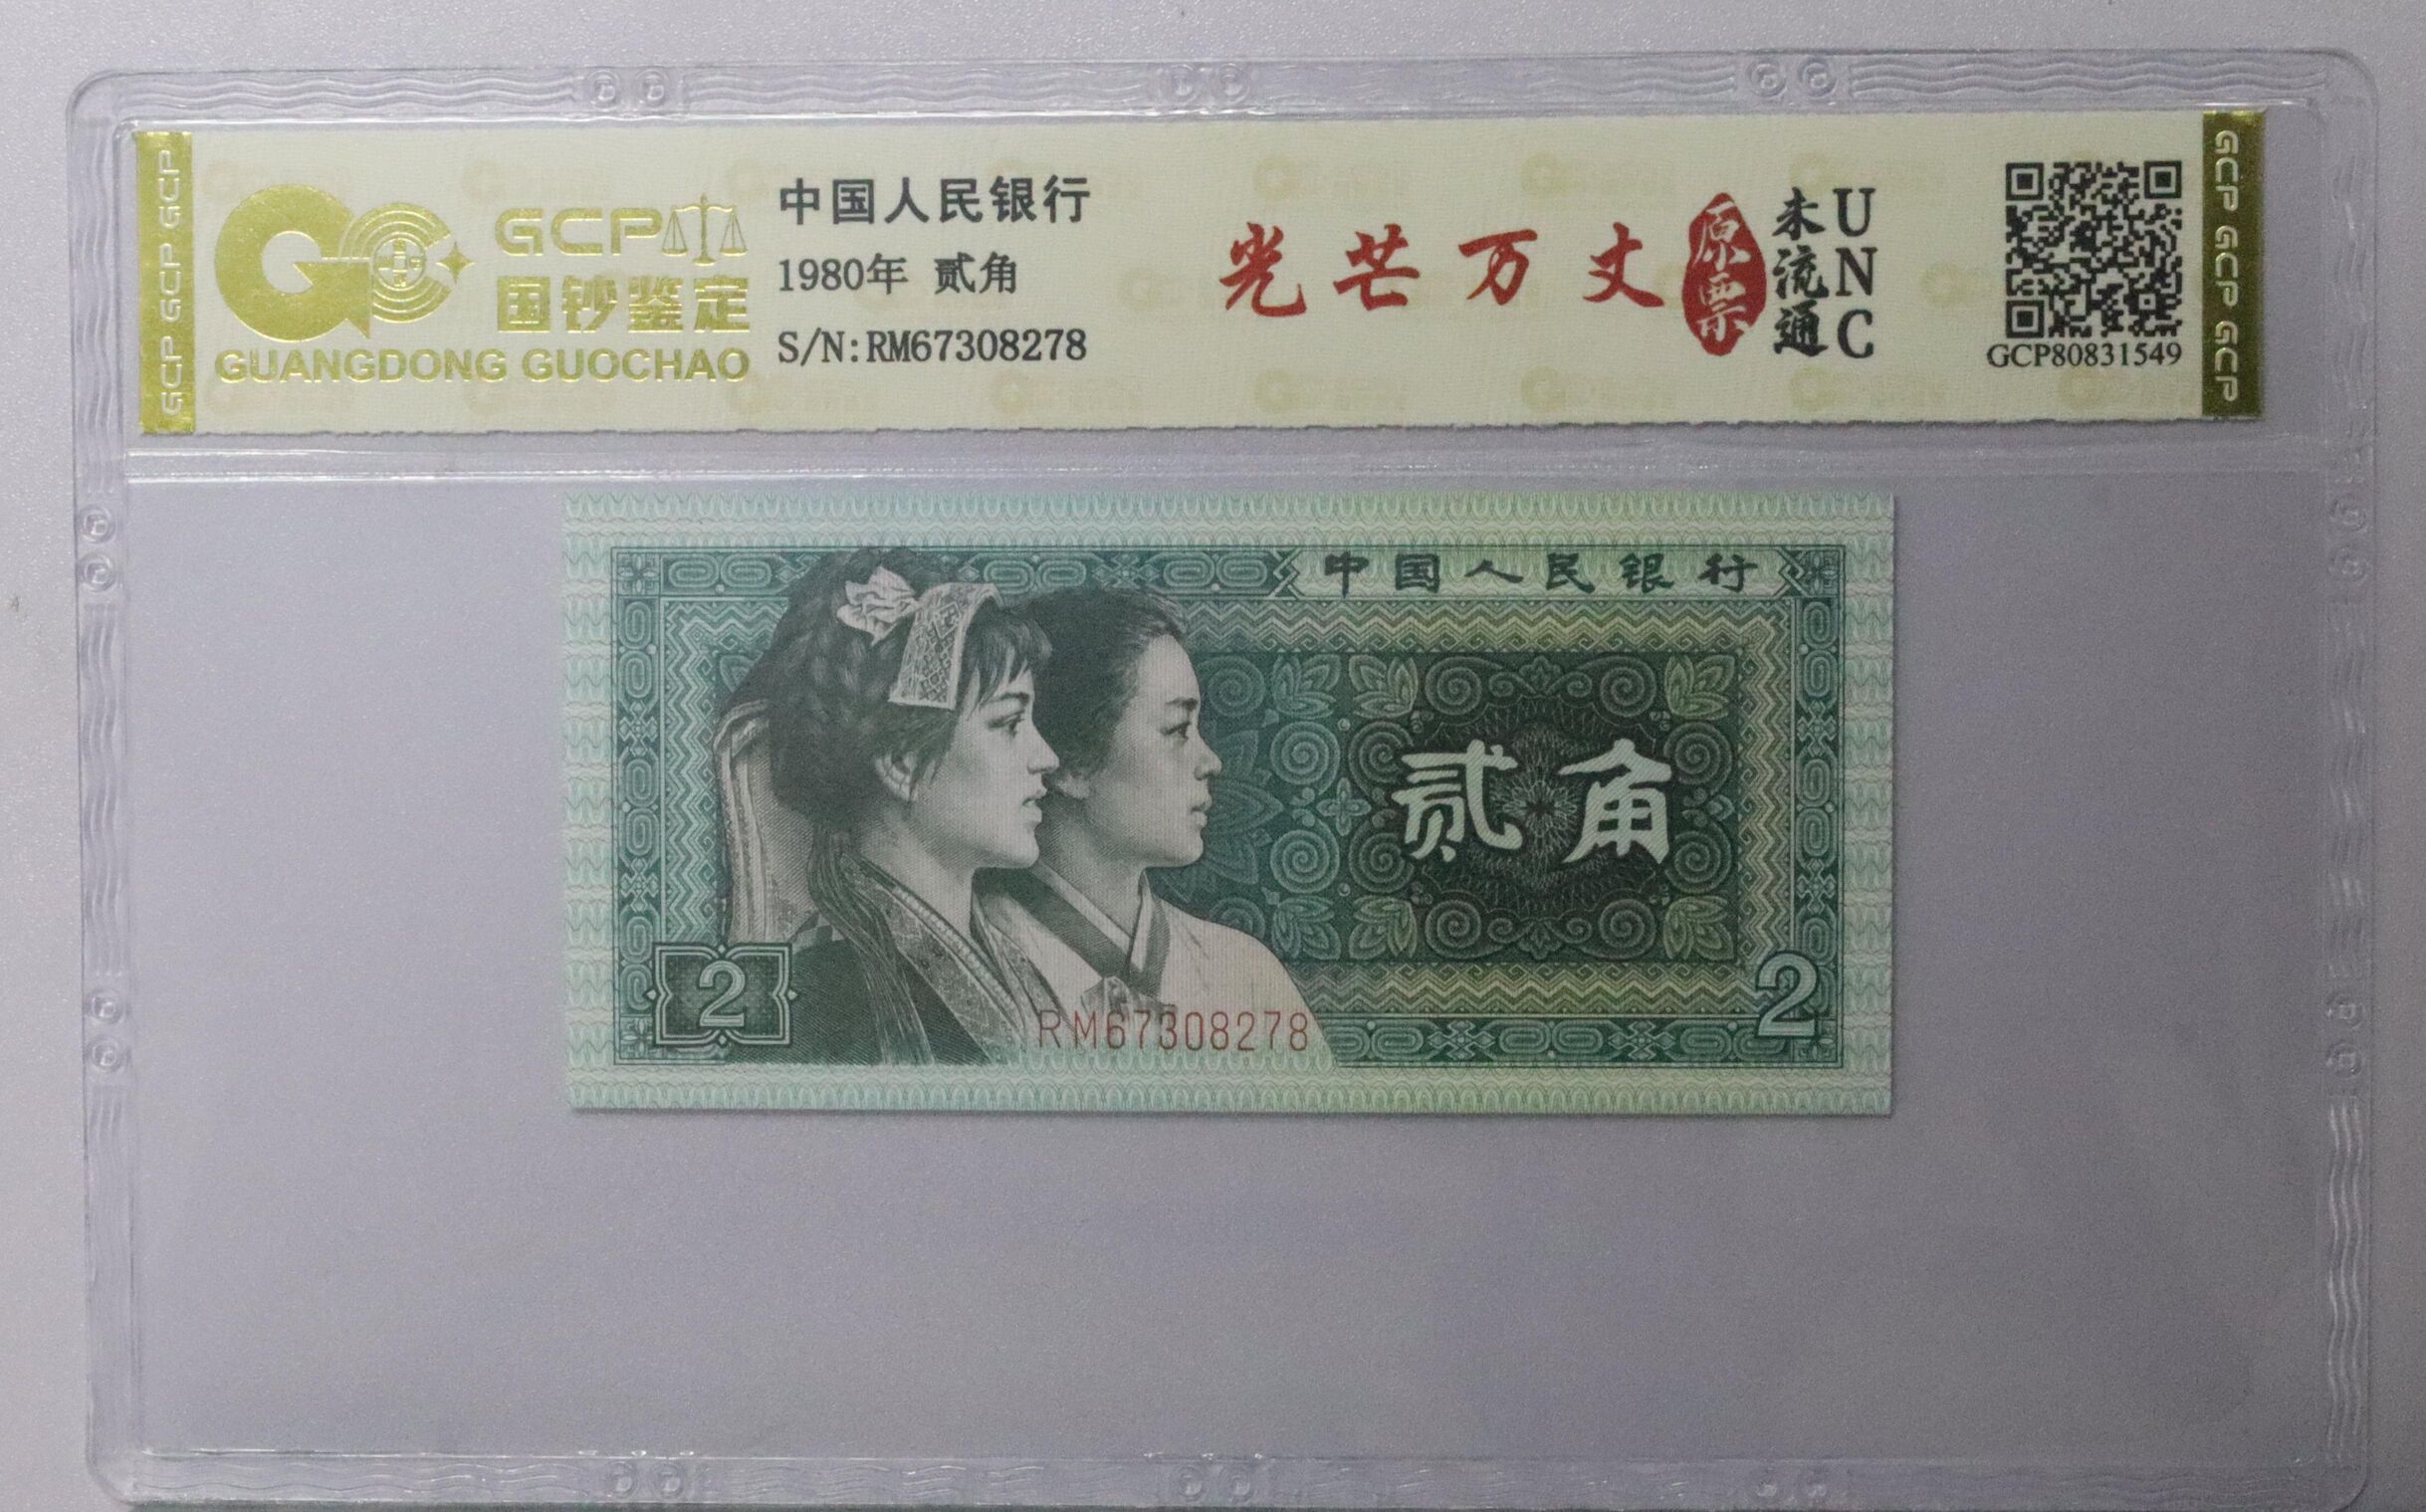 GCP GCP GCP
GCP
国钞鉴定
GUANGDONG GUOCHAO
中国人民银行
1980年 贰角
S/N:RM67308278
光芒万丈
原票
未流通
UNC
GCP80831549
GCP GCP GCP
中国人民银行
贰角
2
2
RM67308278